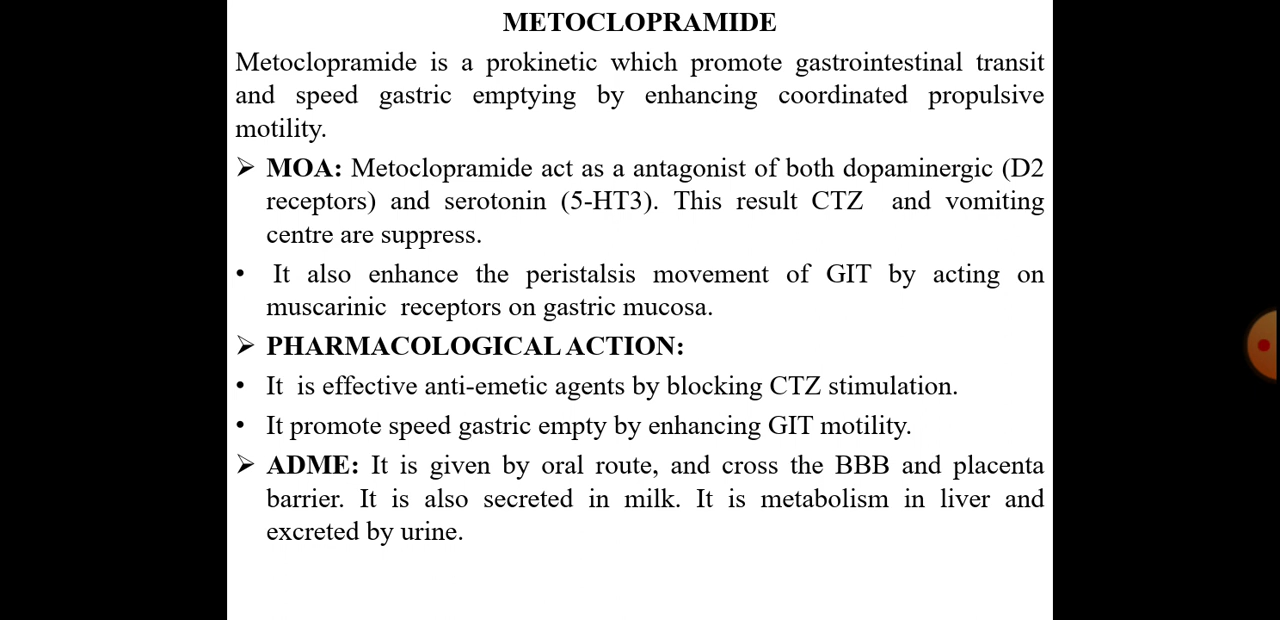 METOCLOPRAMIDE
Metoclopramide is a prokinetic which promote gastrointestinal transit
and speed gastric emptying by enhancing coordinated propulsive
motility.
➢ MOA: Metoclopramide act as a antagonist of both dopaminergic (D2
receptors) and serotonin (5-HT3). This result CTZ and vomiting
centre are suppress.
• It also enhance the peristalsis movement of GIT by acting on
muscarinic receptors on gastric mucosa.
➢ PHARMACOLOGICAL ACTION:
• It is effective anti-emetic agents by blocking CTZ stimulation.
• It promote speed gastric empty by enhancing GIT motility.
➢ ADME: It is given by oral route, and cross the BBB and placenta
barrier. It is also secreted in milk. It is metabolism in liver and
excreted by urine.